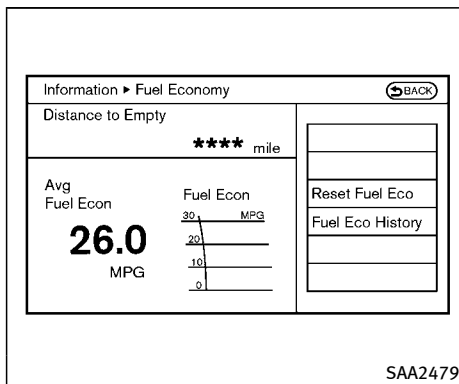 Information ▸ Fuel Economy
BACK
Distance to Empty
**** mile
Avg
Fuel Econ
26.0
MPG
Fuel Econ
30 MPG
20
10
0
Reset Fuel Eco
Fuel Eco History
SAA2479